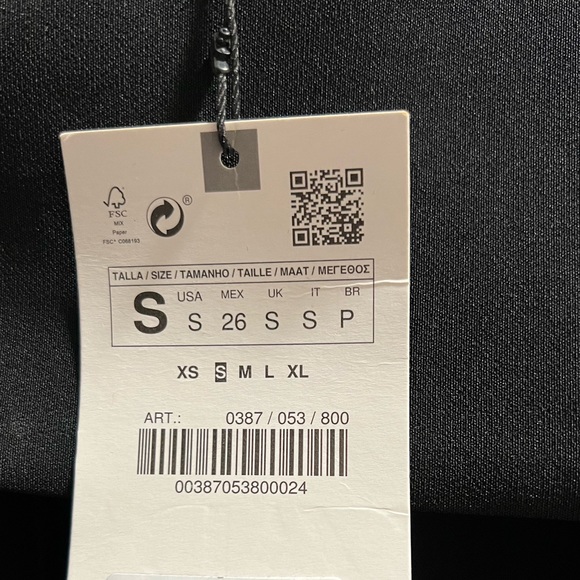 FSC
MIX
Paper
FSC® C088193
®
TALLA / SIZE / TAMANHO / TAILLE / MAAT / ΜΕΓΕΘΟΣ
S USA MEX UK IT BR
S 26 S S P
XS S M L XL
ART.: 0387 / 053 / 800
00387053800024